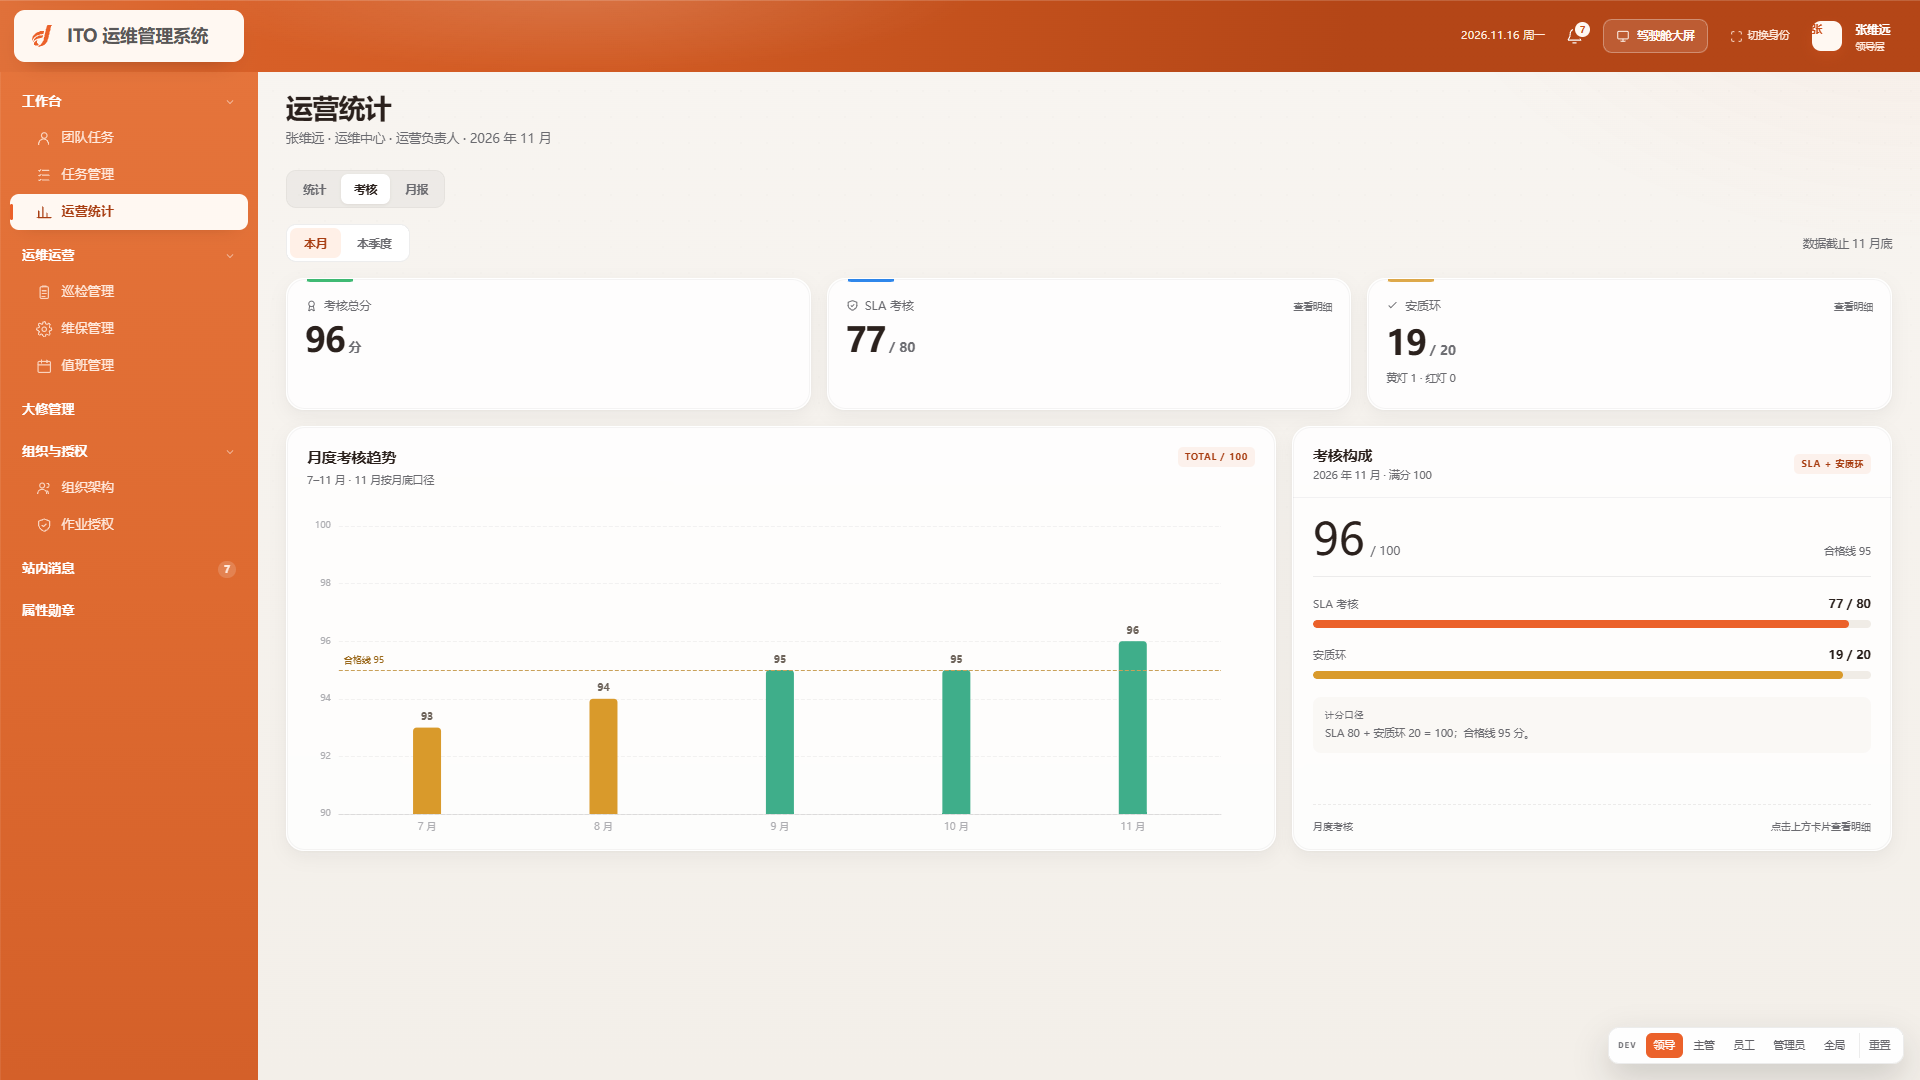 ITO 运维管理系统
2026.11.16 周一
7
驾驶舱大屏
切换身份
张
张维远
领导层
工作台
团队任务
任务管理
运营统计
运维运营
巡检管理
维保管理
值班管理
大修管理
组织与授权
组织架构
作业授权
站内消息
7
属性勋章
运营统计
张维远 · 运维中心 · 运营负责人 · 2026 年 11 月
统计 考核 月报
本月 本季度
数据截止 11 月底
考核总分
96 分
SLA 考核
查看明细
77 / 80
安质环
查看明细
19 / 20
黄灯 1 · 红灯 0
月度考核趋势
TOTAL / 100
7–11 月 · 11 月按月底口径
100
98
96
94
92
90
合格线 95
93
94
95
95
96
7 月
8 月
9 月
10 月
11 月
考核构成
2026 年 11 月 · 满分 100
SLA + 安质环
96 / 100
合格线 95
SLA 考核
77 / 80
安质环
19 / 20
计分口径
SLA 80 + 安质环 20 = 100；合格线 95 分。
月度考核
点击上方卡片查看明细
DEV 领导 主管 员工 管理员 全局 重置